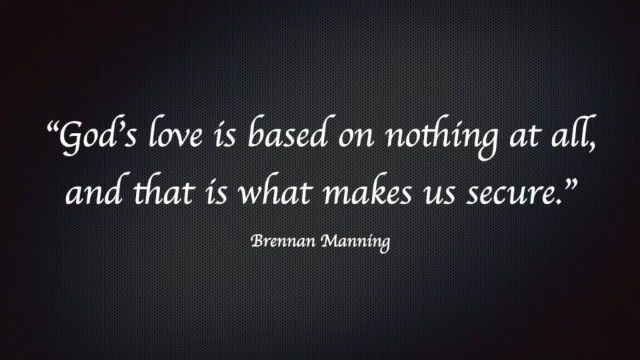 “God’s love is based on nothing at all,
and that is what makes us secure.”
Brennan Manning